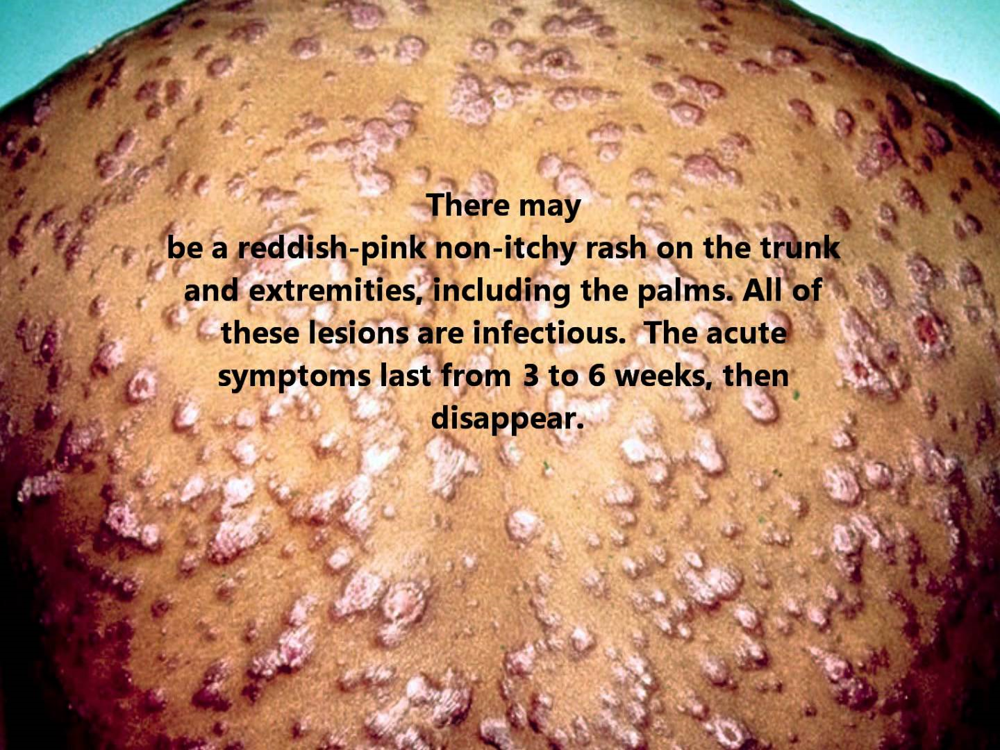 There may
be a reddish-pink non-itchy rash on the trunk
and extremities, including the palms. All of
these lesions are infectious.  The acute
symptoms last from 3 to 6 weeks, then
disappear.